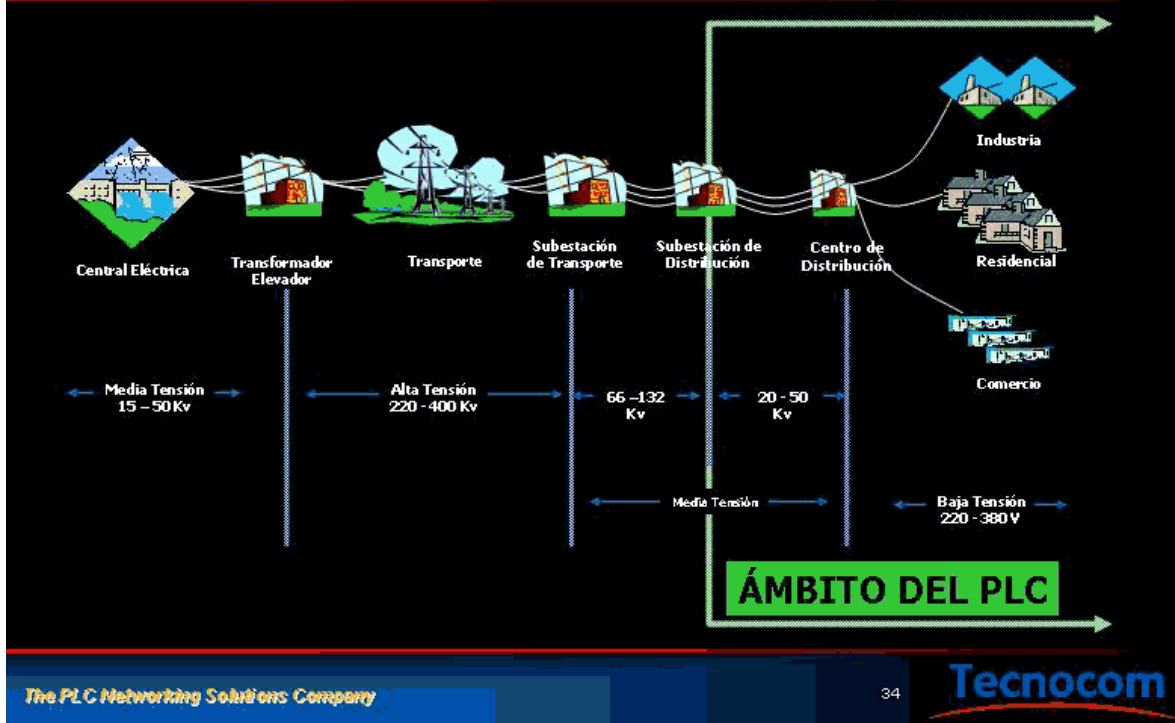 Industria
Central Eléctrica
Transformador
Elevador
Transporte
Subestación
de Transporte
Subestación de
Distribución
Centro de
Distribución
Residencial
Comercio
Media Tensión
15 – 50 Kv
Alta Tensión
220 - 400 Kv
66 –132
Kv
20 - 50
Kv
Media Tensión
Baja Tensión
220 - 380 V
ÁMBITO DEL PLC
The PLC Networking Solutions Company
34
Tecnocom